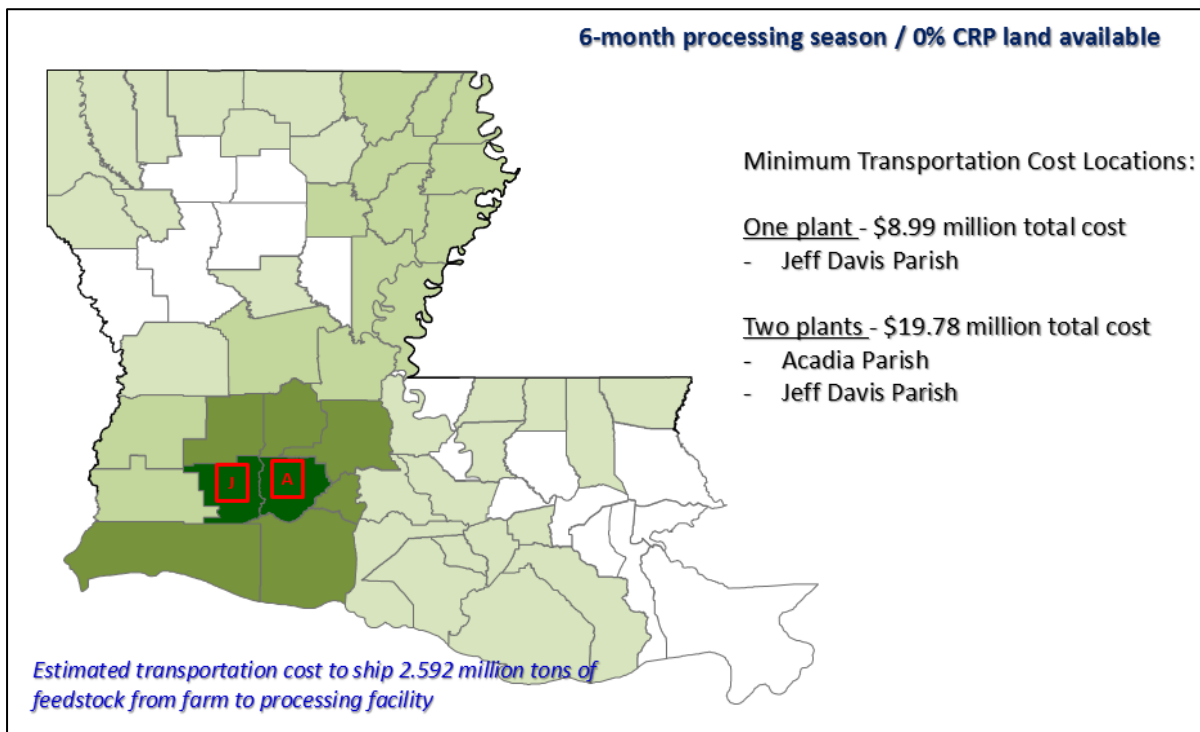 6-month processing season / 0% CRP land available
Minimum Transportation Cost Locations:
One plant - $8.99 million total cost
- Jeff Davis Parish
Two plants - $19.78 million total cost
- Acadia Parish
- Jeff Davis Parish
J
A
Estimated transportation cost to ship 2.592 million tons of
feedstock from farm to processing facility